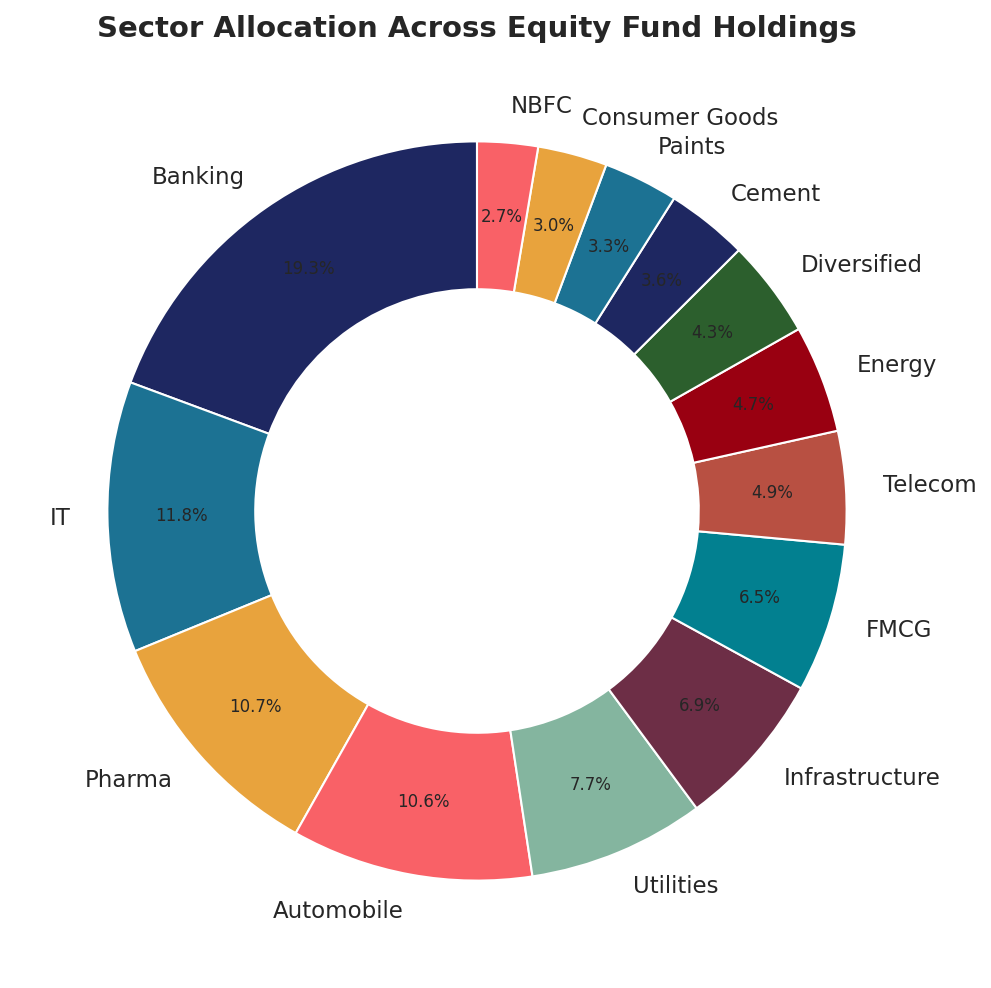 Sector Allocation Across Equity Fund Holdings
NBFC
Consumer Goods
Paints
Banking
Cement
2.7%
3.0%
3.3%
Diversified
19.3%
3.6%
4.3%
Energy
4.7%
Telecom
4.9%
IT
11.8%
6.5%
FMCG
10.7%
6.9%
Pharma
Infrastructure
10.6%
7.7%
Utilities
Automobile